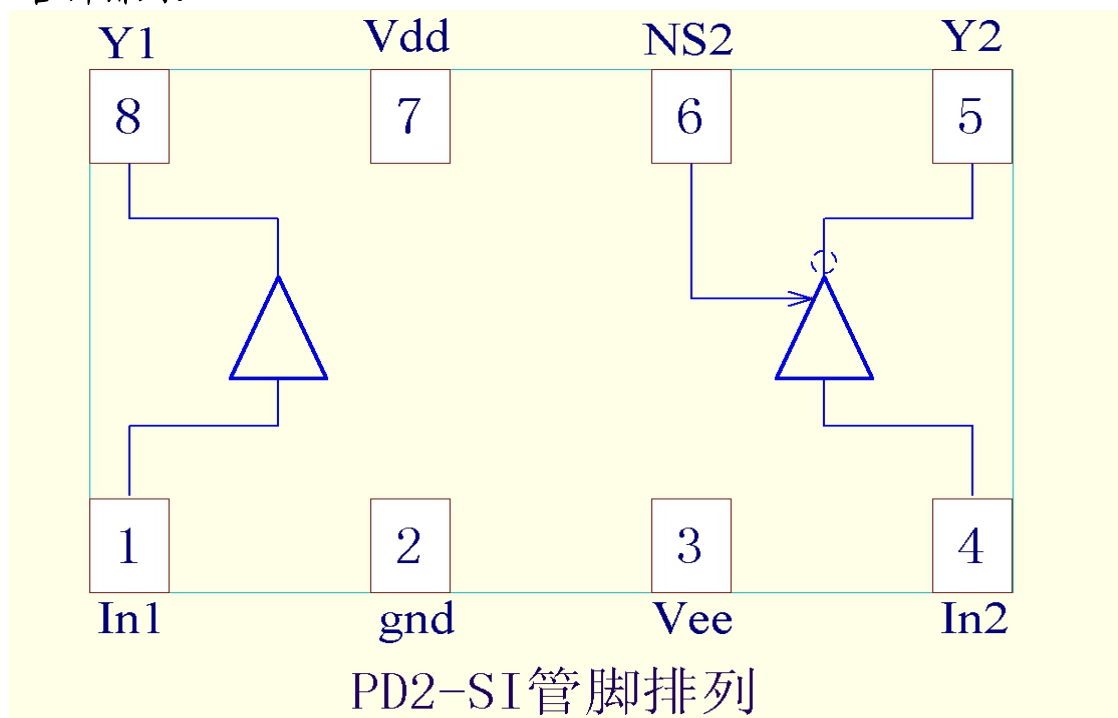 Y1 Vdd NS2 Y2
8 7 6 5
1 2 3 4
In1 gnd Vee In2
PD2-SI管脚排列